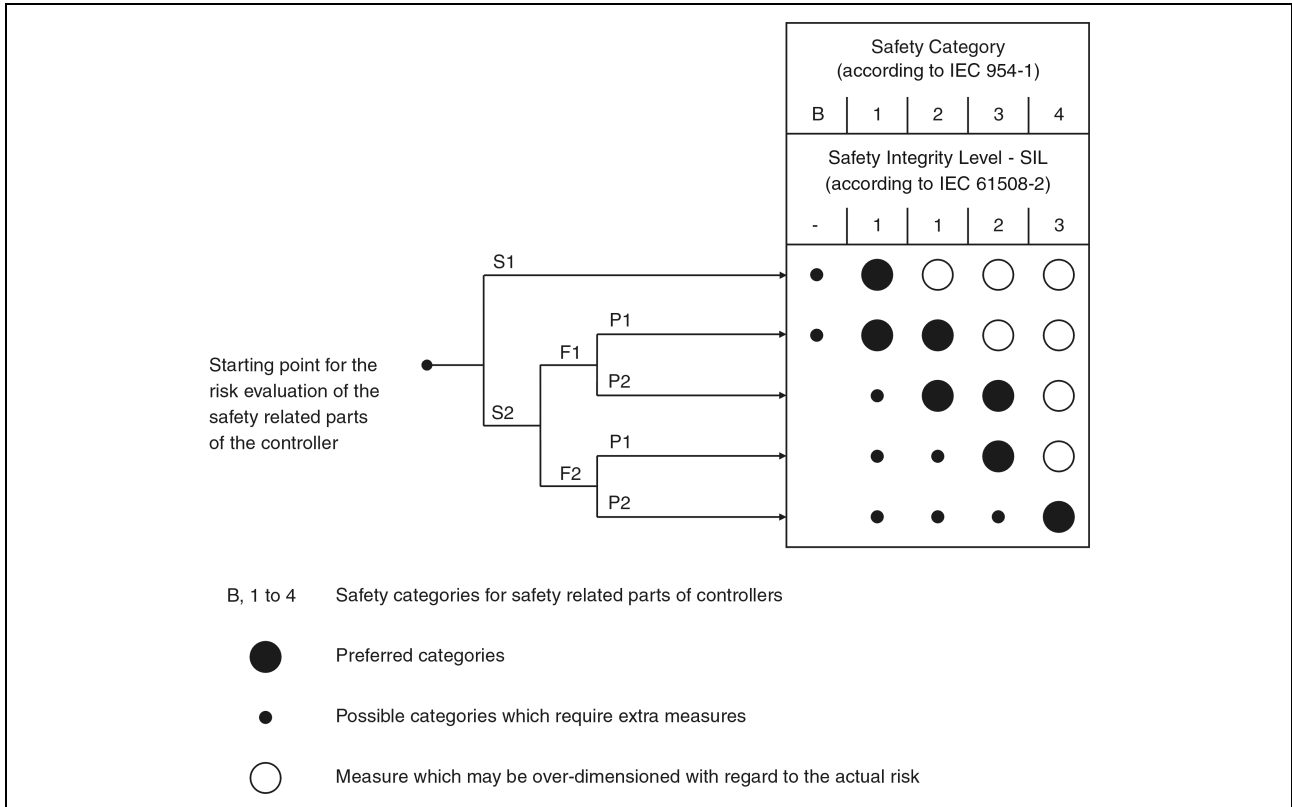 Safety Category
(according to IEC 954-1)
B 1 2 3 4
Safety Integrity Level - SIL
(according to IEC 61508-2)
- 1 1 2 3
S1
P1
F1
P2
Starting point for the
risk evaluation of the
safety related parts
of the controller
S2
P1
F2
P2
B, 1 to 4 Safety categories for safety related parts of controllers
Preferred categories
Possible categories which require extra measures
Measure which may be over-dimensioned with regard to the actual risk